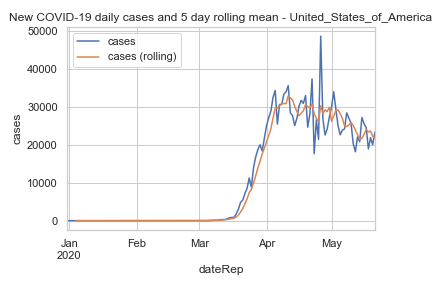 New COVID-19 daily cases and 5 day rolling mean - United_States_of_America
cases
cases (rolling)
50000
40000
30000
20000
10000
0
cases
Jan Feb Mar Apr May
2020
dateRep